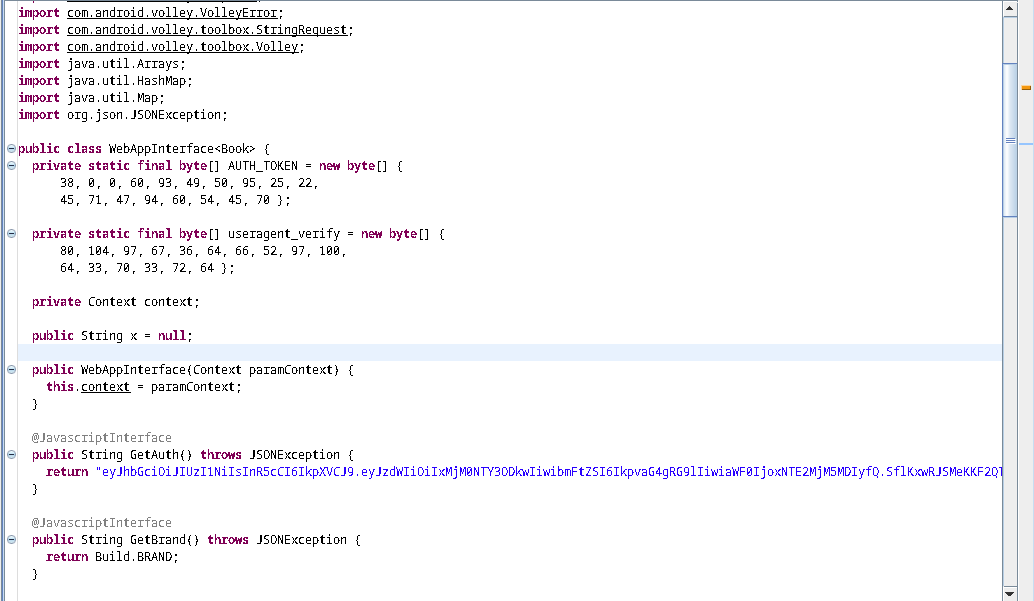 import com.android.volley.VolleyError;
import com.android.volley.toolbox.StringRequest;
import com.android.volley.toolbox.Volley;
import java.util.Arrays;
import java.util.HashMap;
import java.util.Map;
import org.json.JSONException;
public class WebAppInterface<Book> {
private static final byte[] AUTH_TOKEN = new byte[] {
38, 0, 0, 60, 93, 49, 50, 95, 25, 22,
45, 71, 47, 94, 60, 54, 45, 70 };
private static final byte[] useragent_verify = new byte[] {
80, 104, 97, 67, 36, 64, 66, 52, 97, 100,
64, 33, 70, 33, 72, 64 };
private Context context;
public String x = null;
public WebAppInterface(Context paramContext) {
this.context = paramContext;
}
@JavascriptInterface
public String GetAuth() throws JSONException {
return "eyJhbGciOiJIUzI1NiIsInR5cCI6IkpXVCJ9.eyJzdWIiOiIxMjM0NTY3ODkwIiwibmFtZSI6IkpvaG4gRG9lIiwiaWF0IjoxNTE2MjM5MDIyfQ.SflKxwRJSMeKKF2QT
}
@JavascriptInterface
public String GetBrand() throws JSONException {
return Build.BRAND;
}